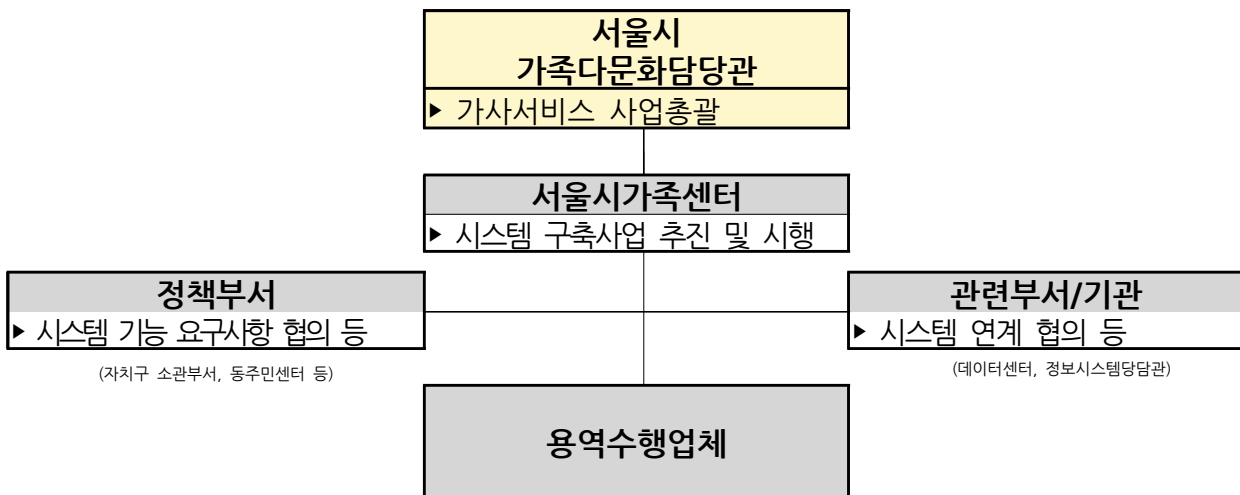 서울시
가족다문화담당관
▶ 가사서비스 사업총괄
서울시가족센터
▶ 시스템 구축사업 추진 및 시행
정책부서
▶ 시스템 기능 요구사항 협의 등
(자치구 소관부서, 동주민센터 등)
관련부서/기관
▶ 시스템 연계 협의 등
(데이터센터, 정보시스템당담관)
용역수행업체